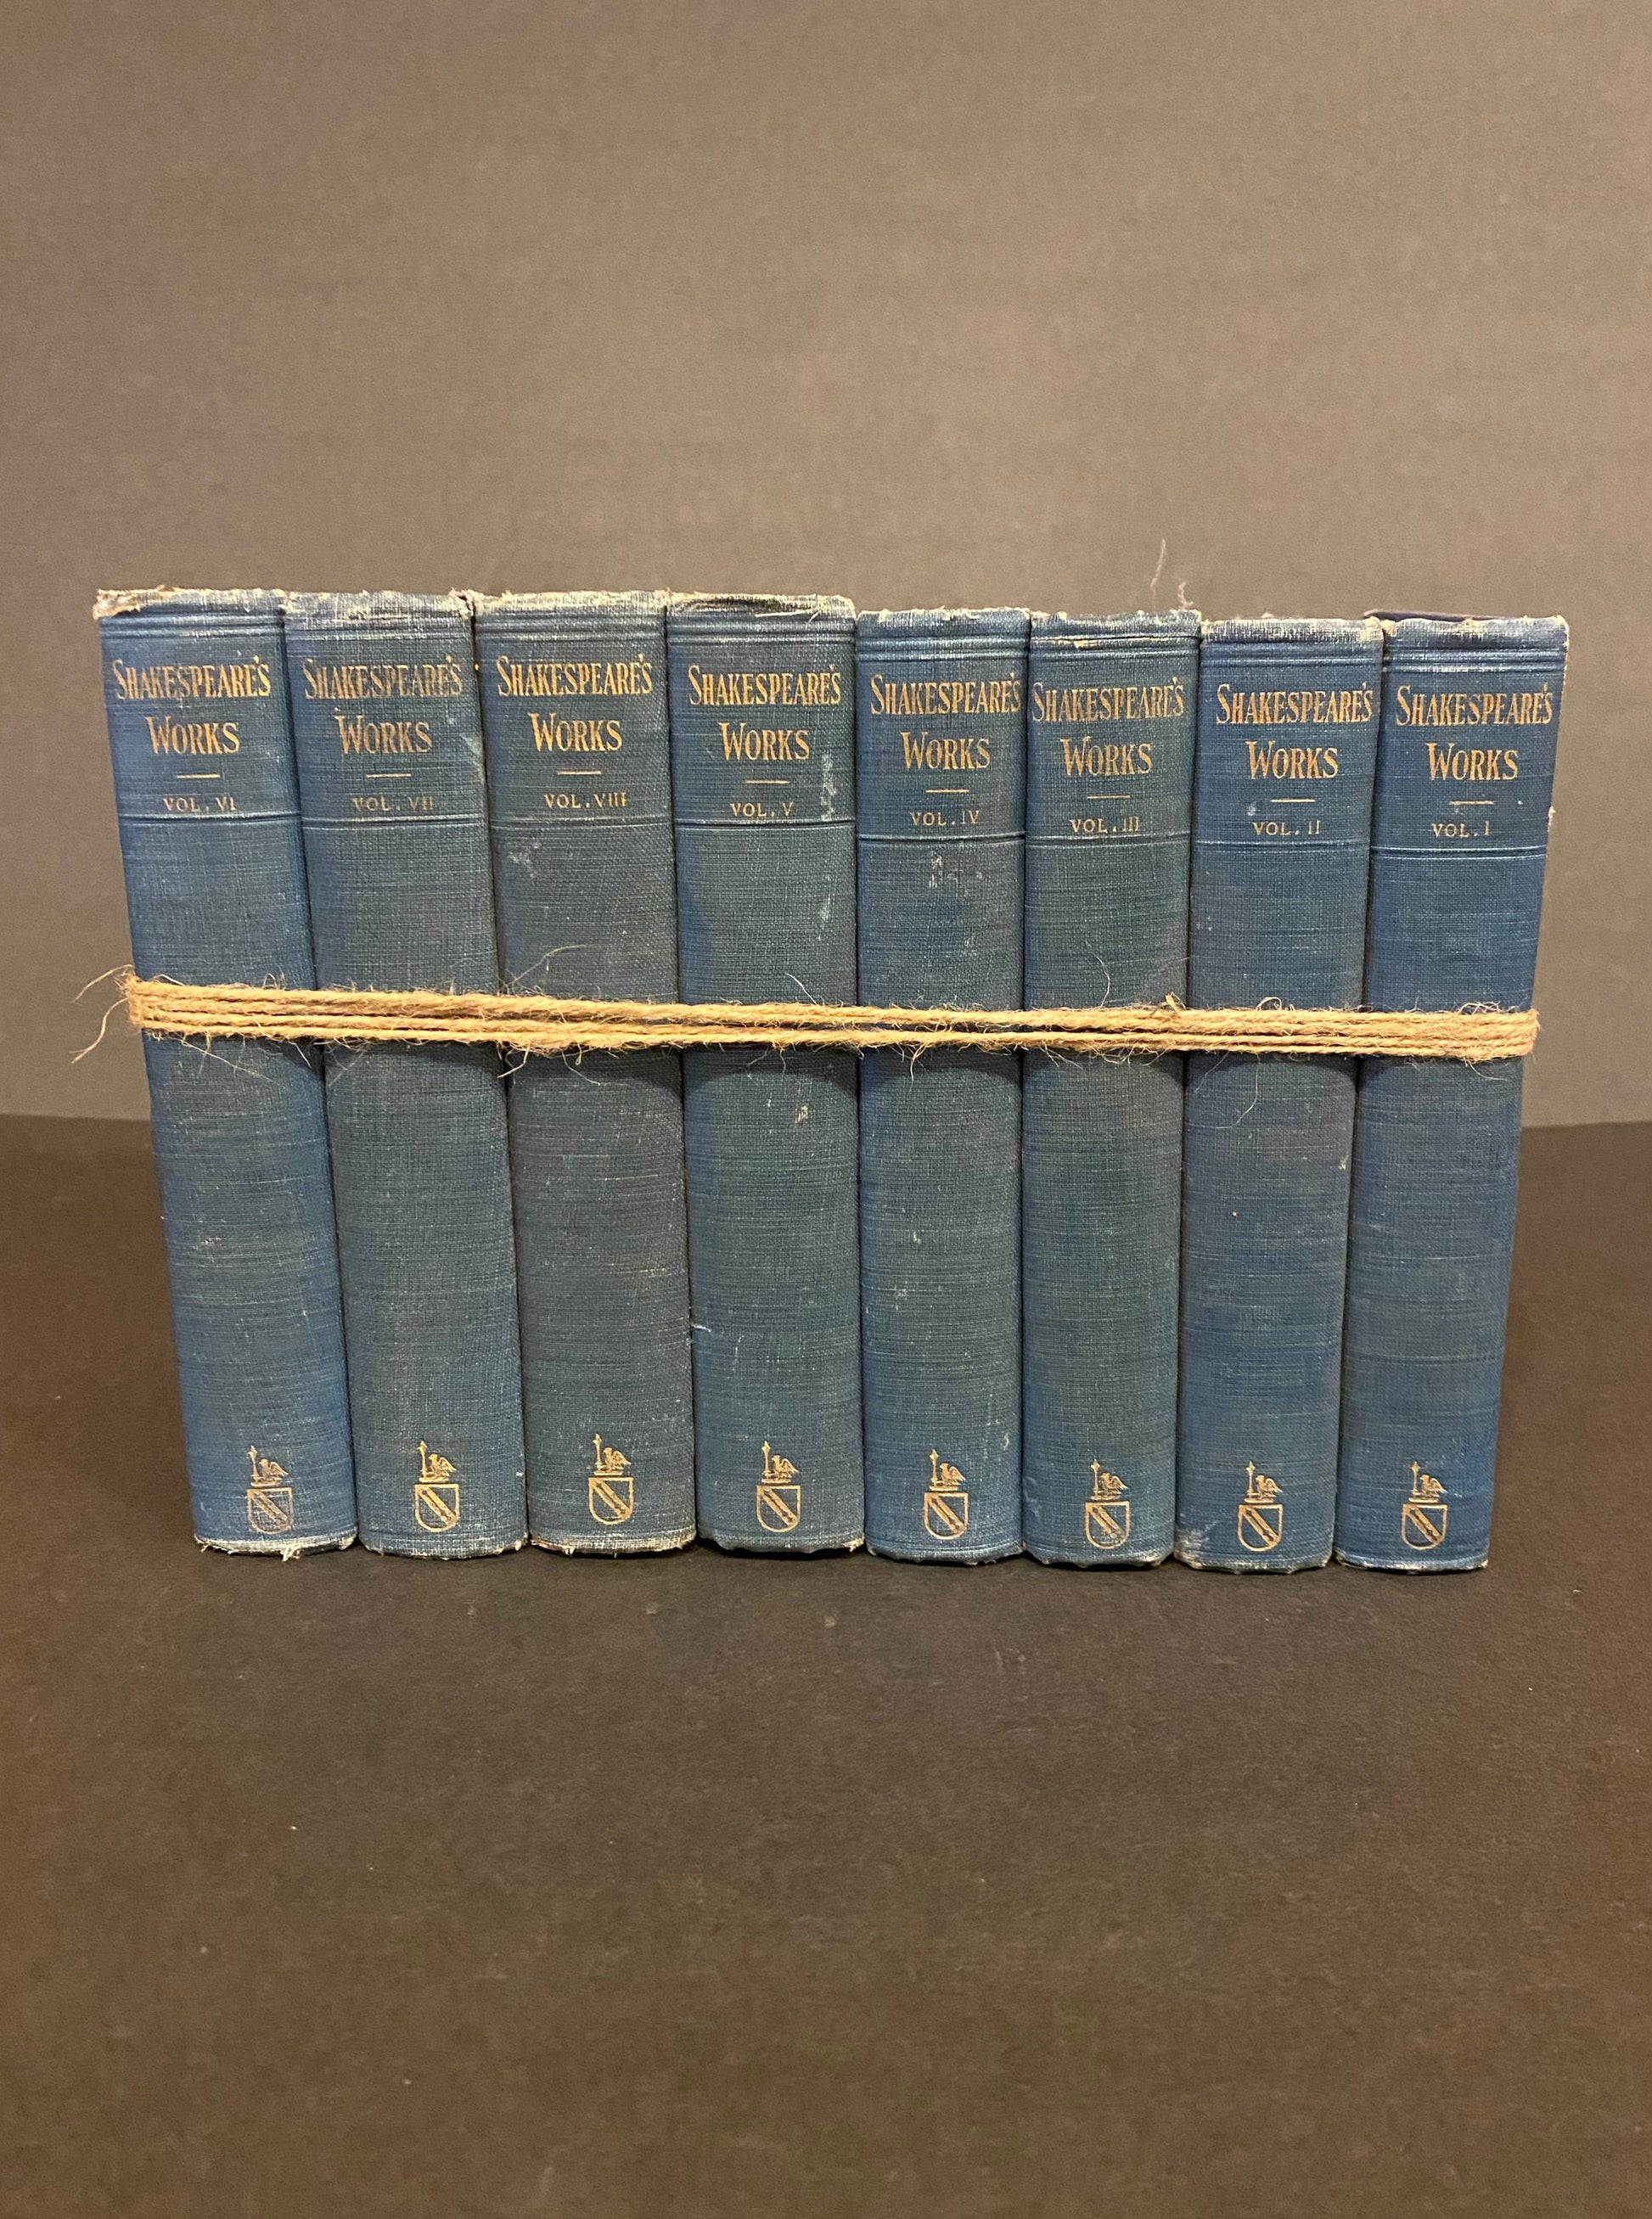 SHAKESPEARE'S
WORKS
VOL. VI
SHAKESPEARE'S
WORKS
VOL. VII
SHAKESPEARE'S
WORKS
VOL. VIII
SHAKESPEARE'S
WORKS
VOL. V
SHAKESPEARE'S
WORKS
VOL. IV
SHAKESPEARE'S
WORKS
VOL. III
SHAKESPEARE'S
WORKS
VOL. II
SHAKESPEARE'S
WORKS
VOL. I